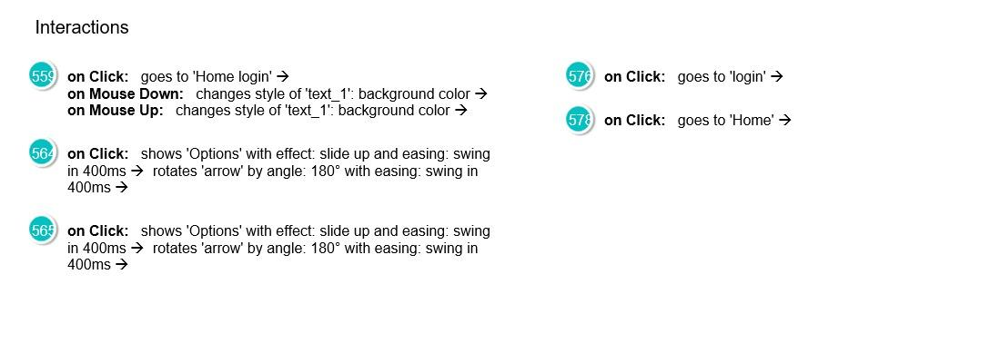 Interactions
559 on Click: goes to 'Home login' →
on Mouse Down: changes style of 'text_1': background color →
on Mouse Up: changes style of 'text_1': background color →
564 on Click: shows 'Options' with effect: slide up and easing: swing
in 400ms → rotates 'arrow' by angle: 180° with easing: swing in
400ms →
565 on Click: shows 'Options' with effect: slide up and easing: swing
in 400ms → rotates 'arrow' by angle: 180° with easing: swing in
400ms →
576 on Click: goes to 'login' →
578 on Click: goes to 'Home' →